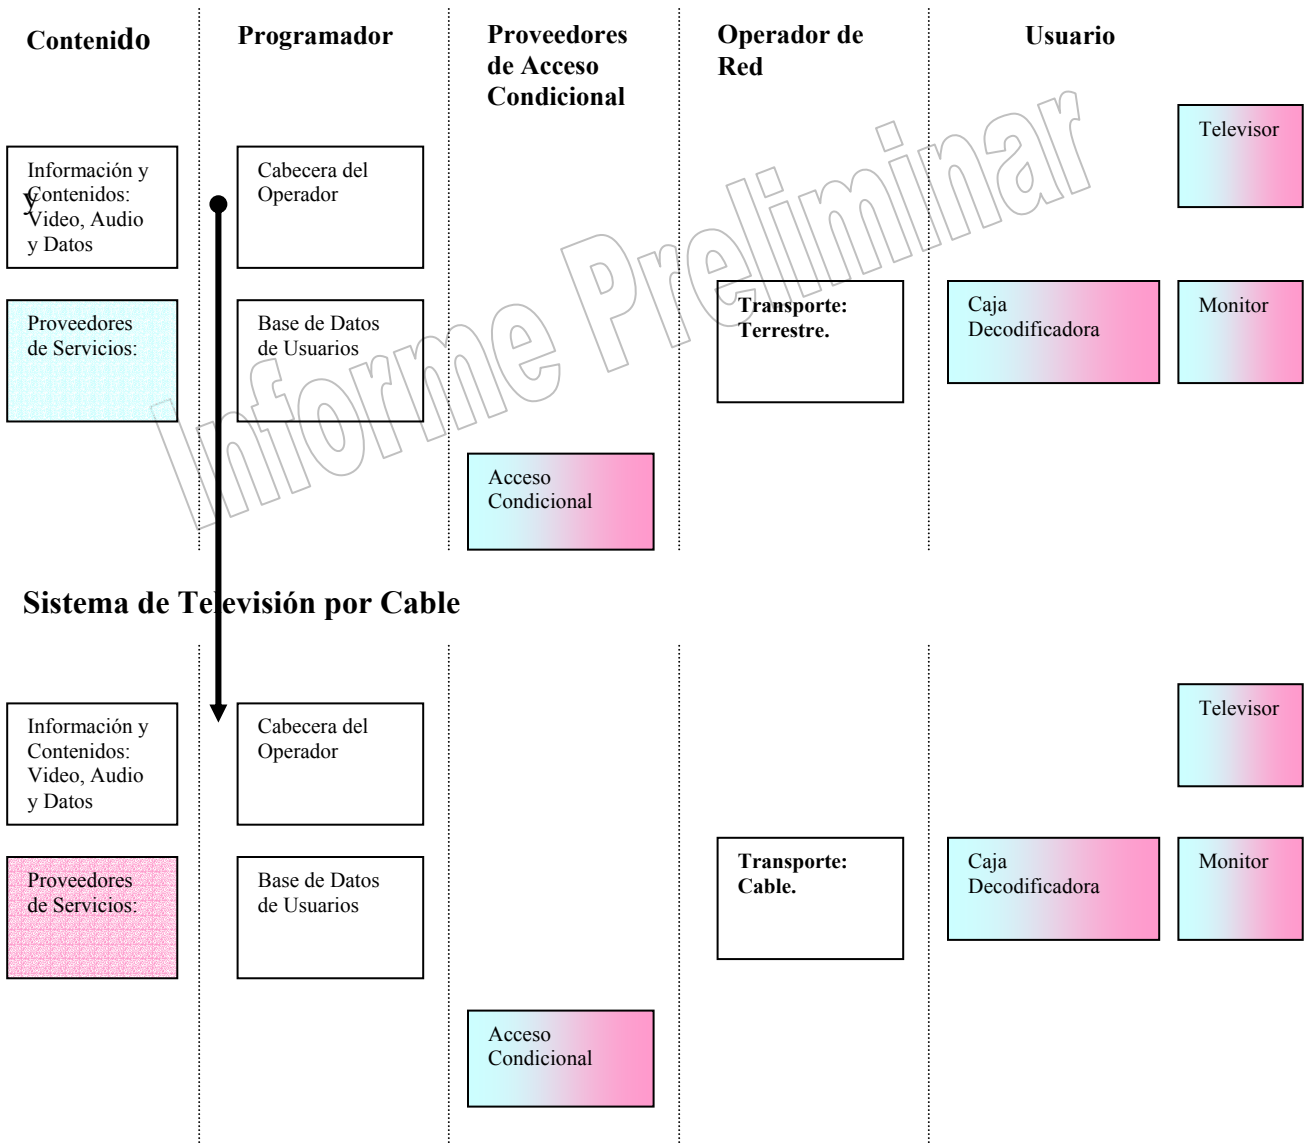 Contenido
Programador
Proveedores
de Acceso
Condicional
Operador de
Red
Usuario
Televisor
Información y
Contenidos:
y
Video, Audio
y Datos
Cabecera del
Operador
Proveedores
de Servicios:
Base de Datos
de Usuarios
Transporte:
Terrestre.
Caja
Decodificadora
Monitor
Acceso
Condicional
Informe Preliminar
Sistema de Televisión por Cable
Televisor
Información y
Contenidos:
Video, Audio
y Datos
Cabecera del
Operador
Proveedores
de Servicios:
Base de Datos
de Usuarios
Transporte:
Cable.
Caja
Decodificadora
Monitor
Acceso
Condicional